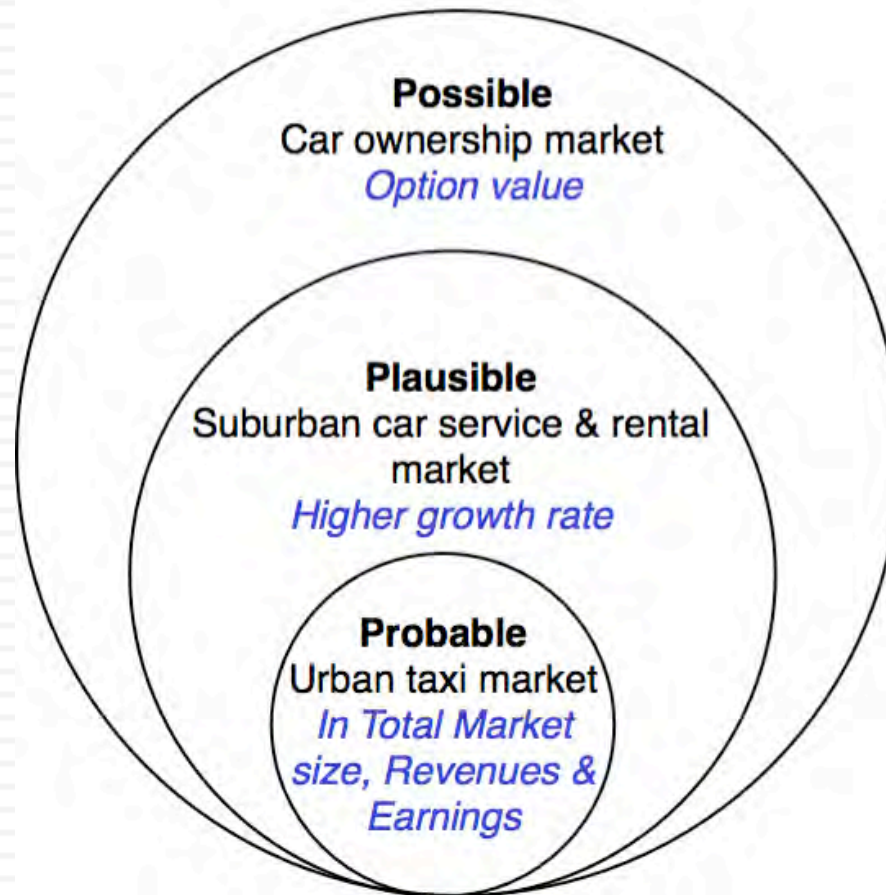 Possible
Car ownership market
Option value
Plausible
Suburban car service & rental
market
Higher growth rate
Probable
Urban taxi market
In Total Market
size, Revenues &
Earnings